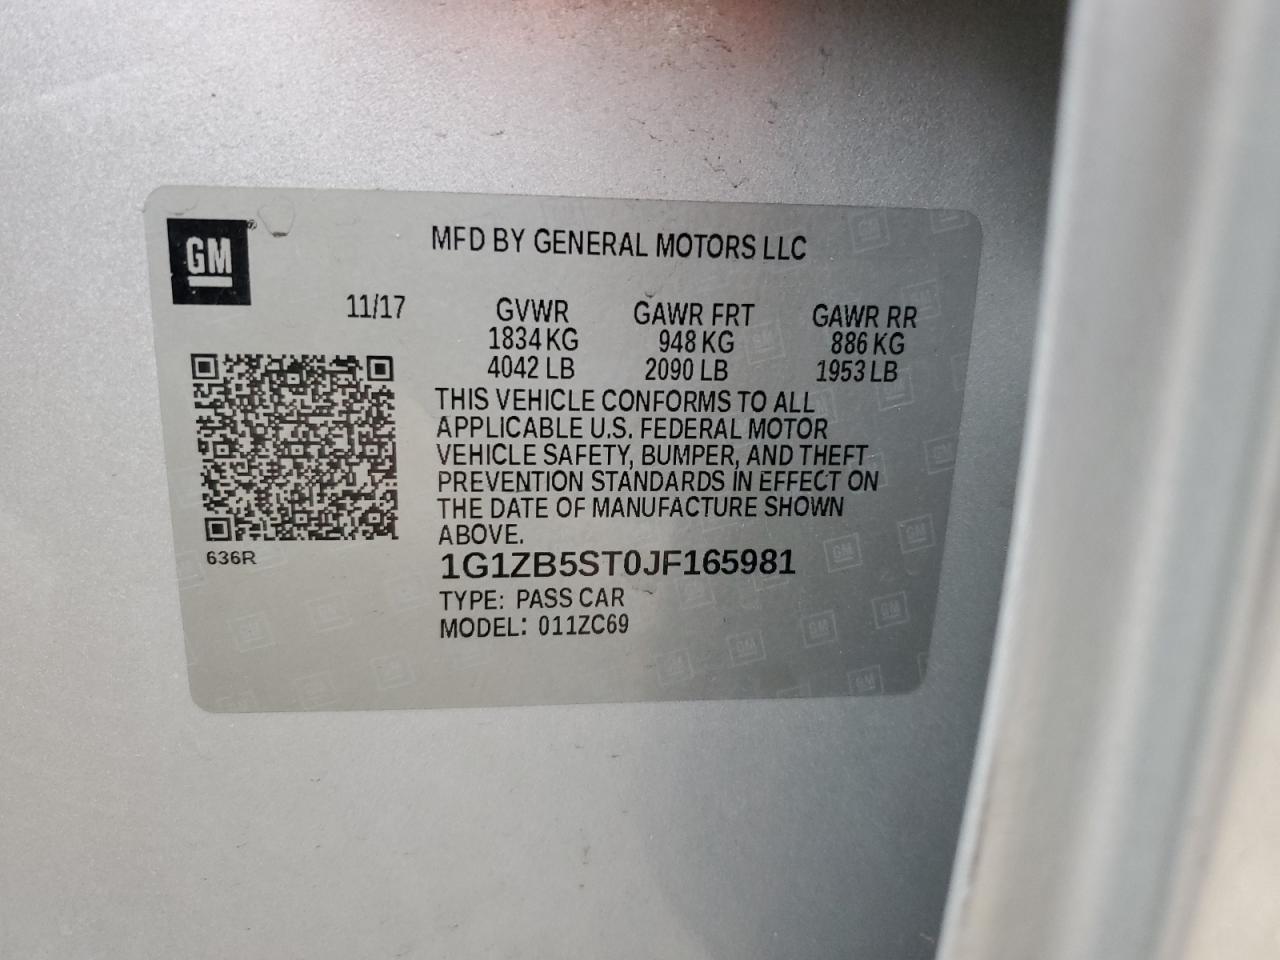 GM
MFD BY GENERAL MOTORS LLC
11/17 GVWR GAWR FRT GAWR RR
1834 KG 948 KG 886 KG
4042 LB 2090 LB 1953 LB
THIS VEHICLE CONFORMS TO ALL
APPLICABLE U.S. FEDERAL MOTOR
VEHICLE SAFETY, BUMPER, AND THEFT
PREVENTION STANDARDS IN EFFECT ON
THE DATE OF MANUFACTURE SHOWN
ABOVE.
636R
1G1ZB5ST0JF165981
TYPE: PASS CAR
MODEL: 011ZC69